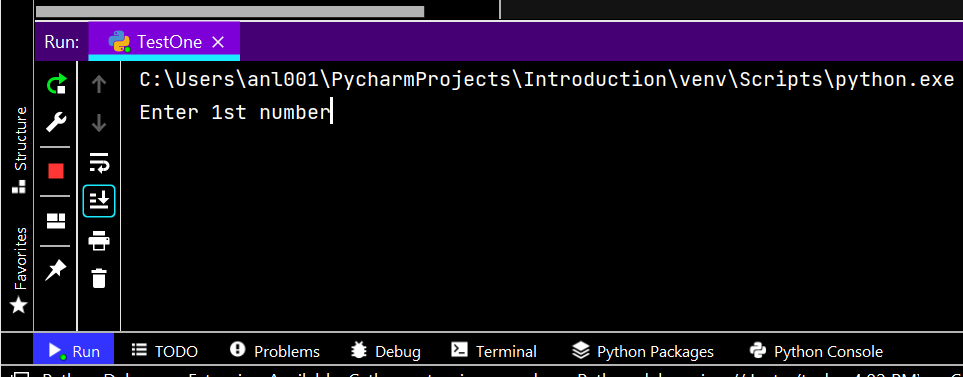 Run: TestOne
C:\Users\anl001\PycharmProjects\Introduction\venv\Scripts\python.exe
Enter 1st number
Structure
Favorites
Run TODO Problems Debug Terminal Python Packages Python Console